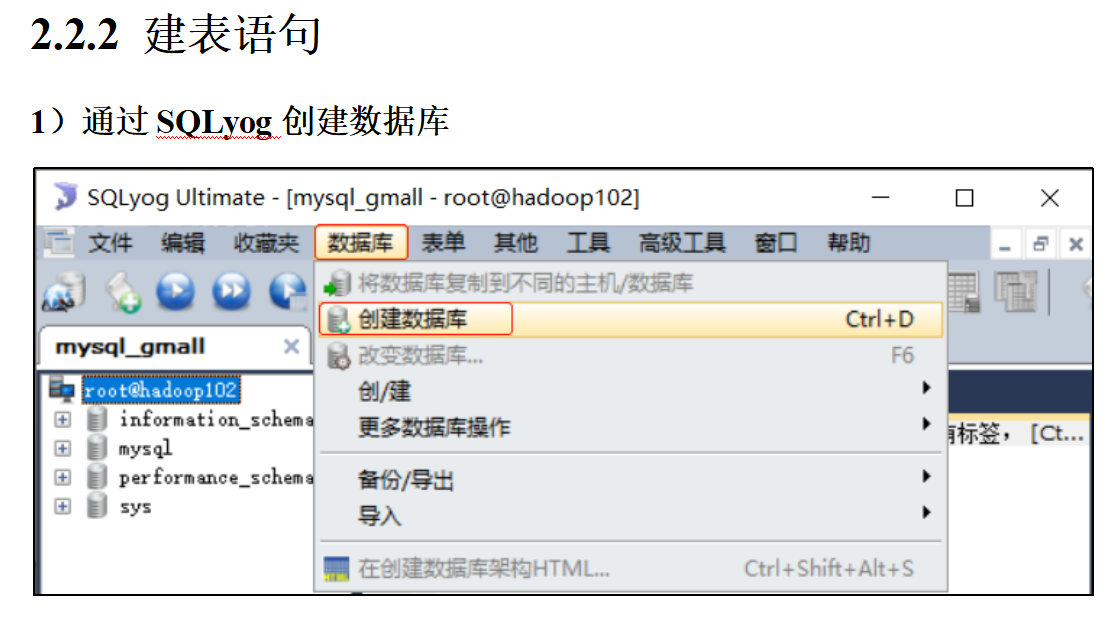 2.2.2 建表语句
1）通过 SQLyog 创建数据库
SQLyog Ultimate - [mysql_gmall - root@hadoop102]
文件 编辑 收藏夹 数据库 表单 其他 工具 高级工具 窗口 帮助
将数据库复制到不同的主机/数据库
创建数据库 Ctrl+D
mysql_gmall
改变数据库... F6
root@hadoop102
创/建
information_schema
更多数据库操作
标签， [Ct...
mysql
performance_schema
备份/导出
sys
导入
在创建数据库架构HTML... Ctrl+Shift+Alt+S